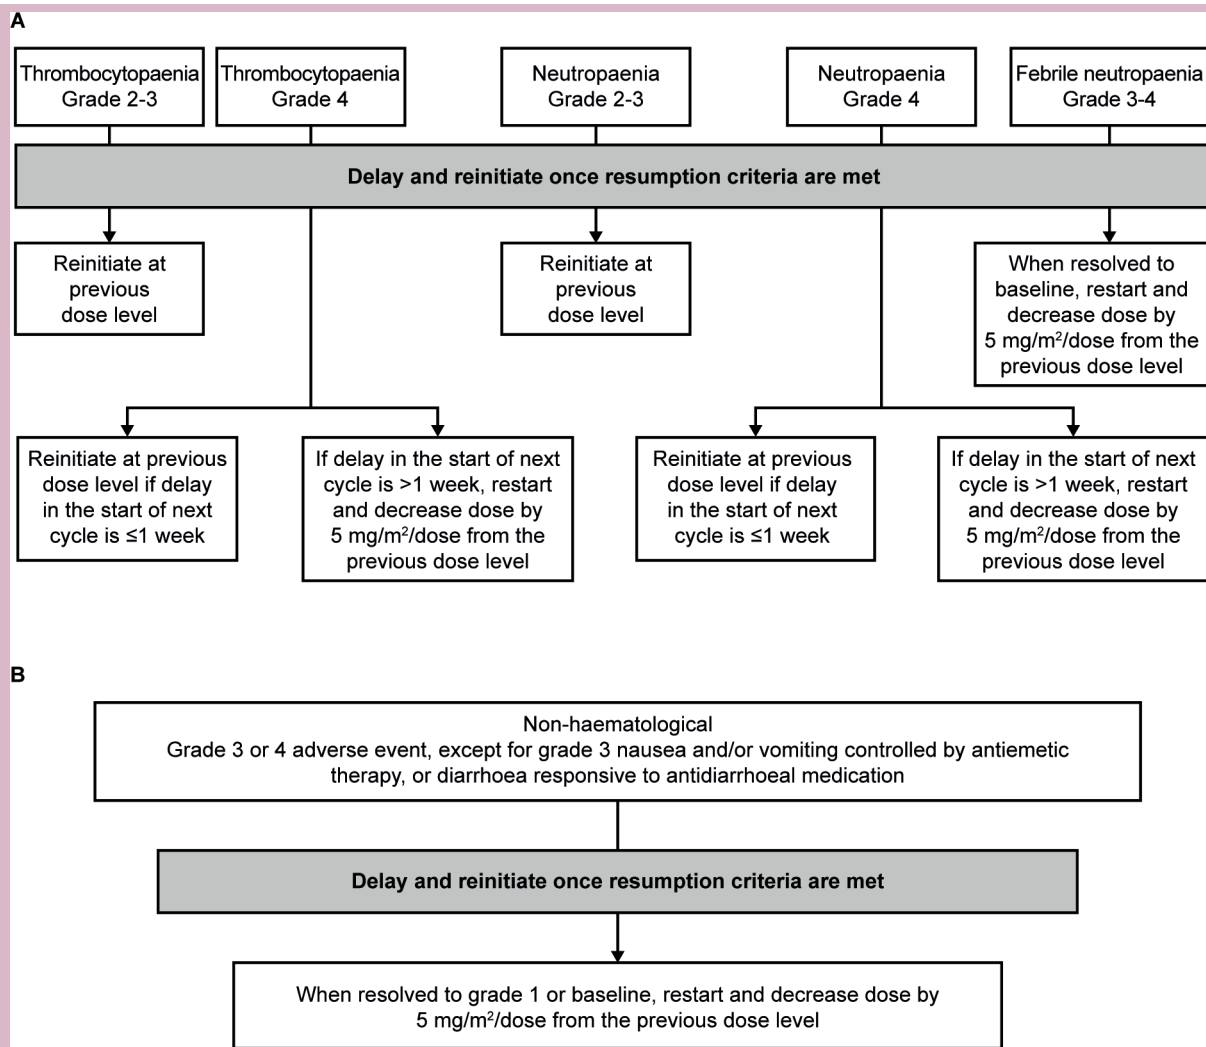 A
Thrombocytopaenia
Grade 2-3
Thrombocytopaenia
Grade 4
Neutropaenia
Grade 2-3
Neutropaenia
Grade 4
Febrile neutropaenia
Grade 3-4
Delay and reinitiate once resumption criteria are met
Reinitiate at
previous
dose level
Reinitiate at
previous
dose level
When resolved to
baseline, restart and
decrease dose by
5 mg/m²/dose from the
previous dose level
Reinitiate at previous
dose level if delay
in the start of next
cycle is ≤1 week
If delay in the start of next
cycle is >1 week, restart
and decrease dose by
5 mg/m²/dose from the
previous dose level
Reinitiate at previous
dose level if delay
in the start of next
cycle is ≤1 week
If delay in the start of next
cycle is >1 week, restart
and decrease dose by
5 mg/m²/dose from the
previous dose level
B
Non-haematological
Grade 3 or 4 adverse event, except for grade 3 nausea and/or vomiting controlled by antiemetic
therapy, or diarrhoea responsive to antidiarrhoeal medication
Delay and reinitiate once resumption criteria are met
When resolved to grade 1 or baseline, restart and decrease dose by
5 mg/m²/dose from the previous dose level